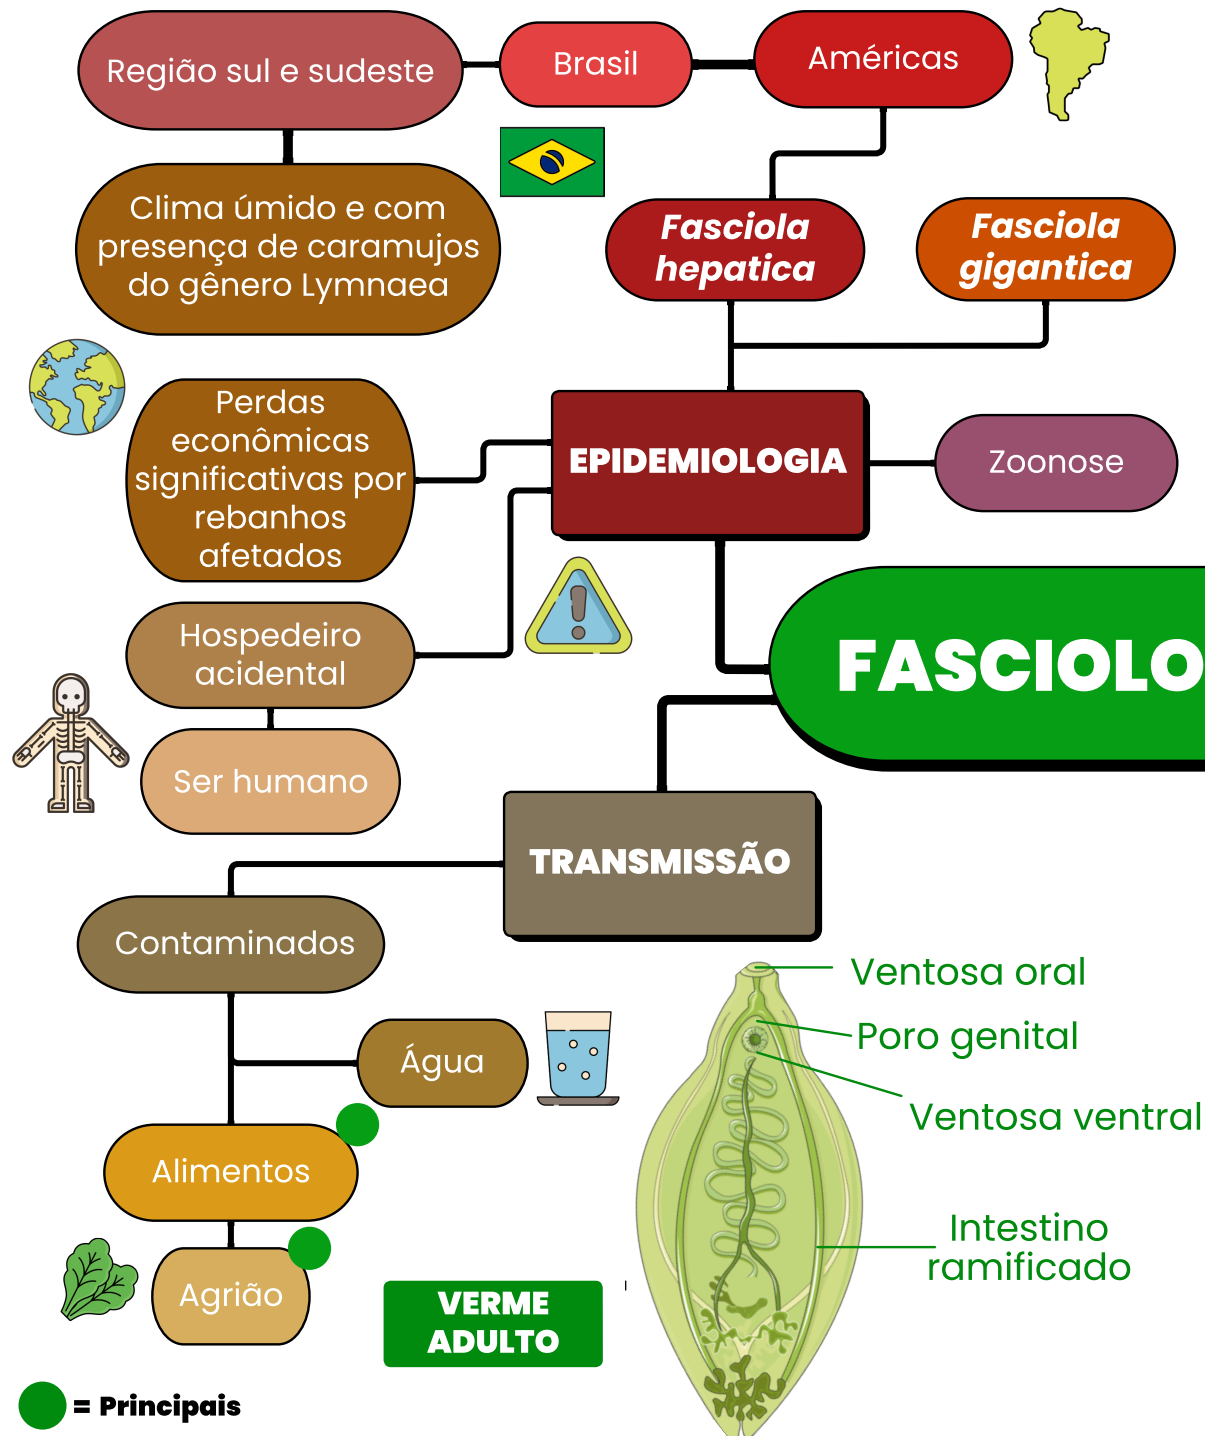 Região sul e sudeste
Brasil
Américas
Clima úmido e com
presença de caramujos
do gênero Lymnaea
Fasciola
hepatica
Fasciola
gigantica
Perdas
econômicas
significativas por
rebanhos
afetados
EPIDEMIOLOGIA
Zoonose
Hospedeiro
acidental
FASCIOLO
Ser humano
TRANSMISSÃO
Contaminados
Ventosa oral
Poro genital
Água
Ventosa ventral
Alimentos
Intestino
ramificado
Agrião
VERME
ADULTO
= Principais